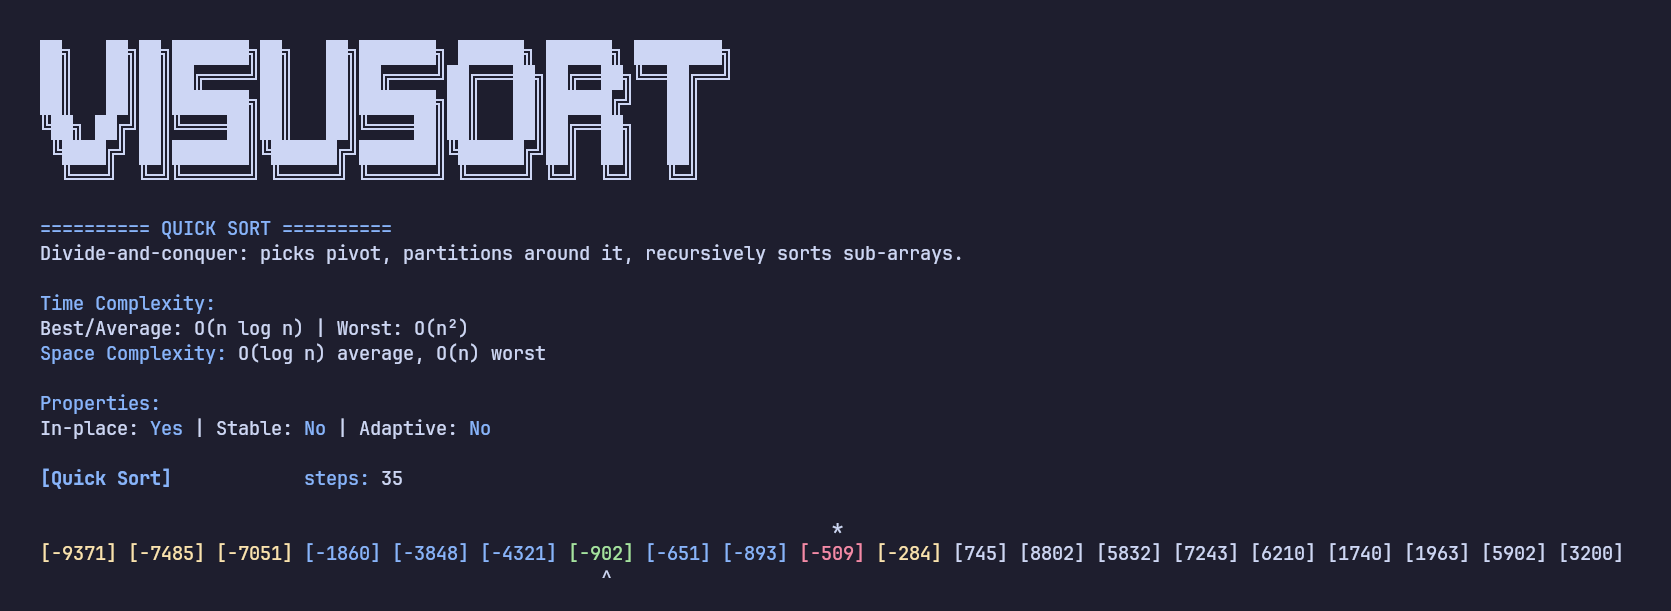 VISUSORT
========== QUICK SORT ==========
Divide-and-conquer: picks pivot, partitions around it, recursively sorts sub-arrays.
Time Complexity:
Best/Average: O(n log n) | Worst: O(n²)
Space Complexity: O(log n) average, O(n) worst
Properties:
In-place: Yes | Stable: No | Adaptive: No
[Quick Sort] steps: 35
*
[-9371] [-7485] [-7051] [-1860] [-3848] [-4321] [-902] [-651] [-893] [-509] [-284] [745] [8802] [5832] [7243] [6210] [1740] [1963] [5902] [3200]
^